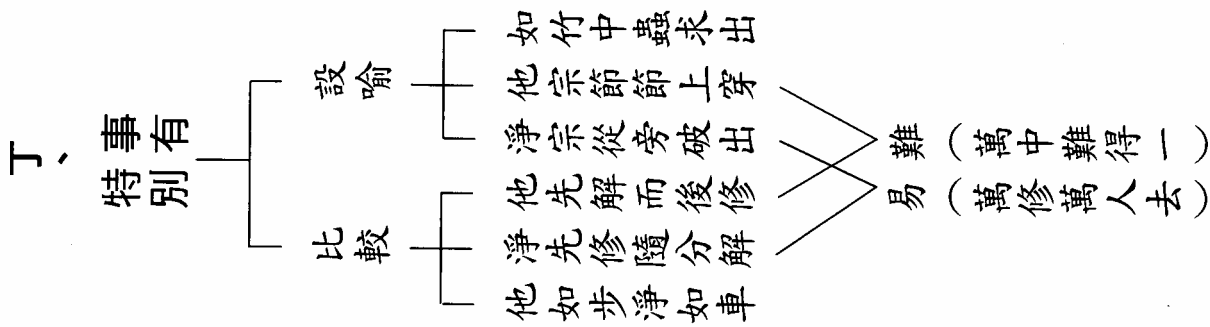 丁、
事有
特別
設喻
如竹中蟲求出
他宗節節上穿
淨宗從旁破出
比較
他先解而後修
淨先修隨分解
他如步淨如車
難（萬中難得一）
易（萬修萬人去）